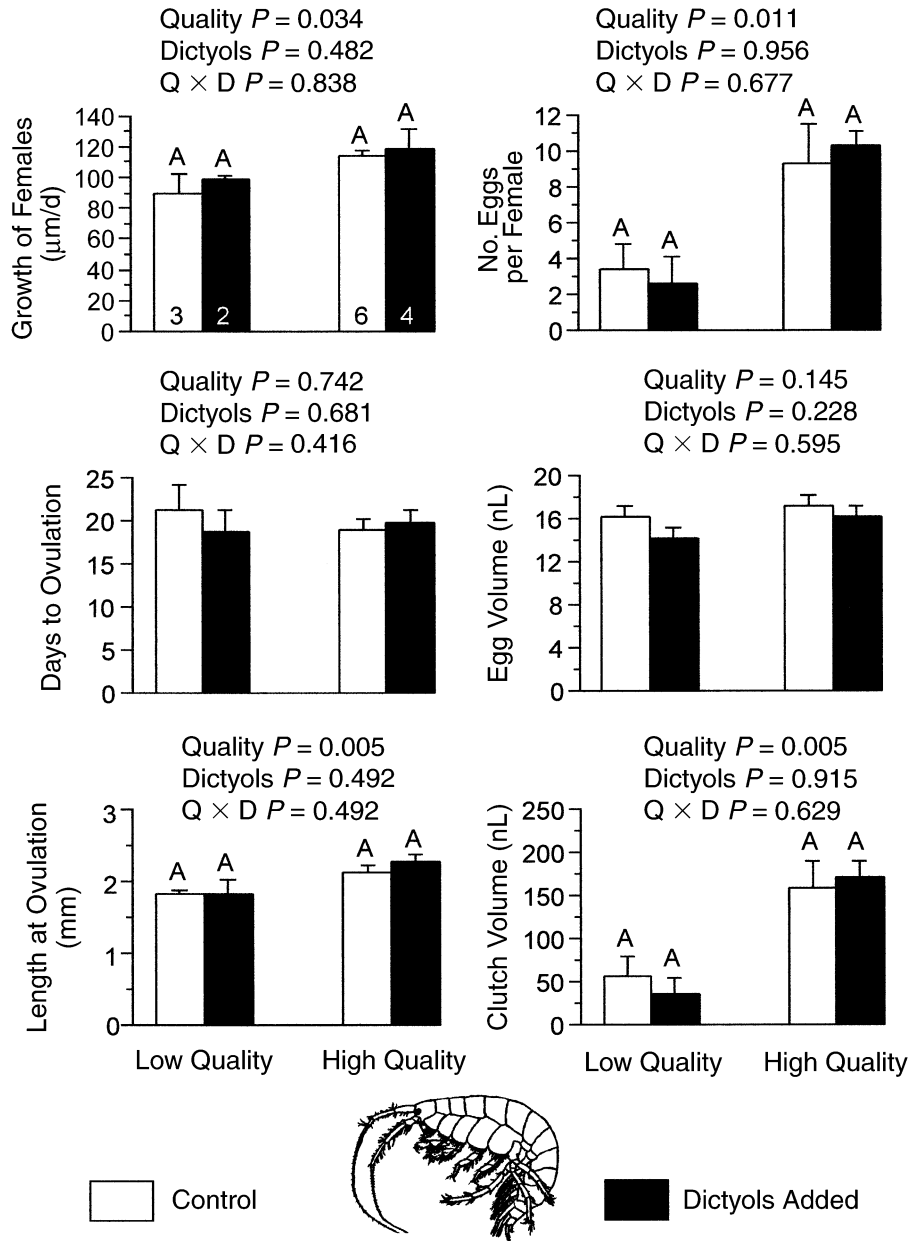 Quality P = 0.034
Dictyols P = 0.482
Q × D P = 0.838
Growth of Females
(µm/d)
140
120
100
80
60
40
20
0
A
A
A
A
3
2
6
4
Quality P = 0.011
Dictyols P = 0.956
Q × D P = 0.677
No. Eggs
per Female
12
10
8
6
4
2
0
A
A
A
A
Quality P = 0.742
Dictyols P = 0.681
Q × D P = 0.416
Days to Ovulation
25
20
15
10
5
0
Quality P = 0.145
Dictyols P = 0.228
Q × D P = 0.595
Egg Volume (nL)
20
16
12
8
4
0
Quality P = 0.005
Dictyols P = 0.492
Q × D P = 0.492
Length at Ovulation
(mm)
3
2
1
0
A
A
A
A
Low Quality
High Quality
Quality P = 0.005
Dictyols P = 0.915
Q × D P = 0.629
Clutch Volume (nL)
250
200
150
100
50
0
A
A
A
A
Low Quality
High Quality
Control
Dictyols Added